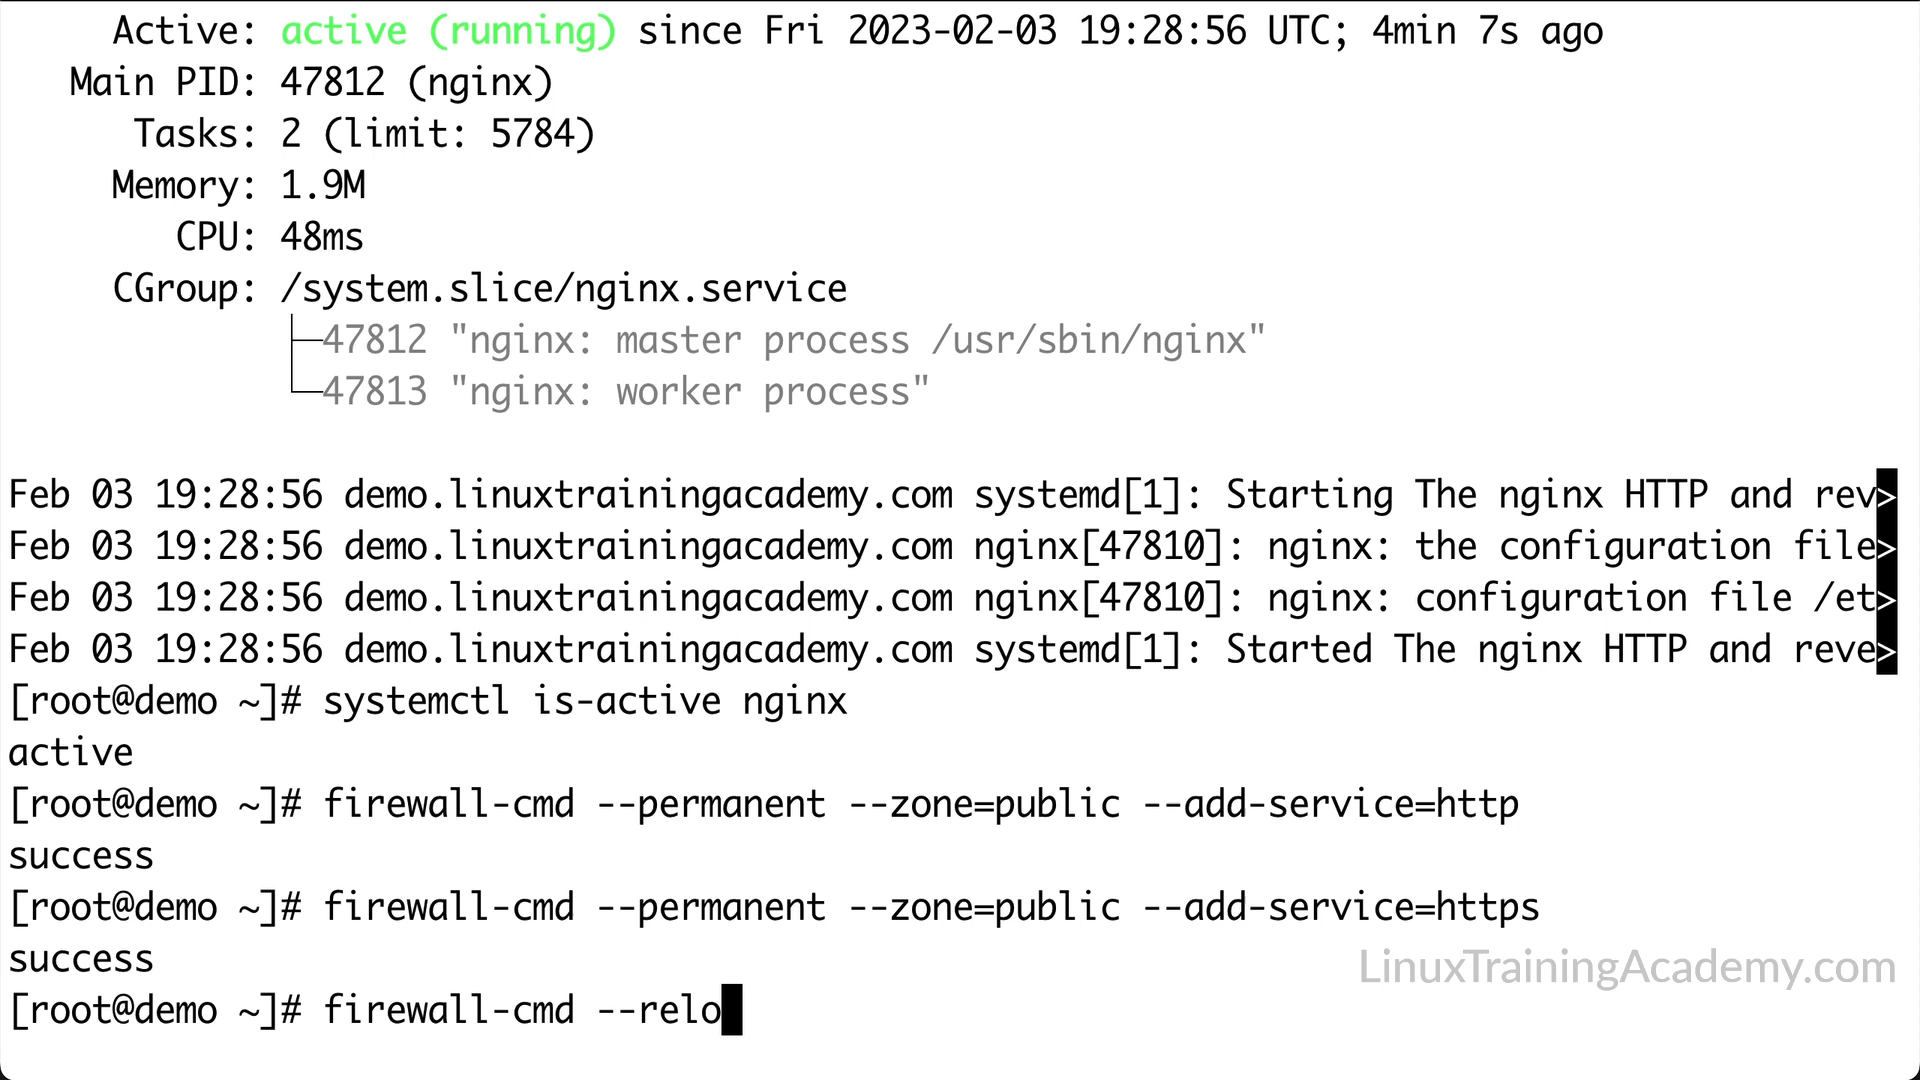 Active: active (running) since Fri 2023-02-03 19:28:56 UTC; 4min 7s ago
Main PID: 47812 (nginx)
Tasks: 2 (limit: 5784)
Memory: 1.9M
CPU: 48ms
CGroup: /system.slice/nginx.service
├─47812 "nginx: master process /usr/sbin/nginx"
└─47813 "nginx: worker process"
Feb 03 19:28:56 demo.linuxtrainingacademy.com systemd[1]: Starting The nginx HTTP and rev>
Feb 03 19:28:56 demo.linuxtrainingacademy.com nginx[47810]: nginx: the configuration file>
Feb 03 19:28:56 demo.linuxtrainingacademy.com nginx[47810]: nginx: configuration file /et>
Feb 03 19:28:56 demo.linuxtrainingacademy.com systemd[1]: Started The nginx HTTP and reve>
[root@demo ~]# systemctl is-active nginx
active
[root@demo ~]# firewall-cmd --permanent --zone=public --add-service=http
success
[root@demo ~]# firewall-cmd --permanent --zone=public --add-service=https
success
LinuxTrainingAcademy.com
[root@demo ~]# firewall-cmd --relo